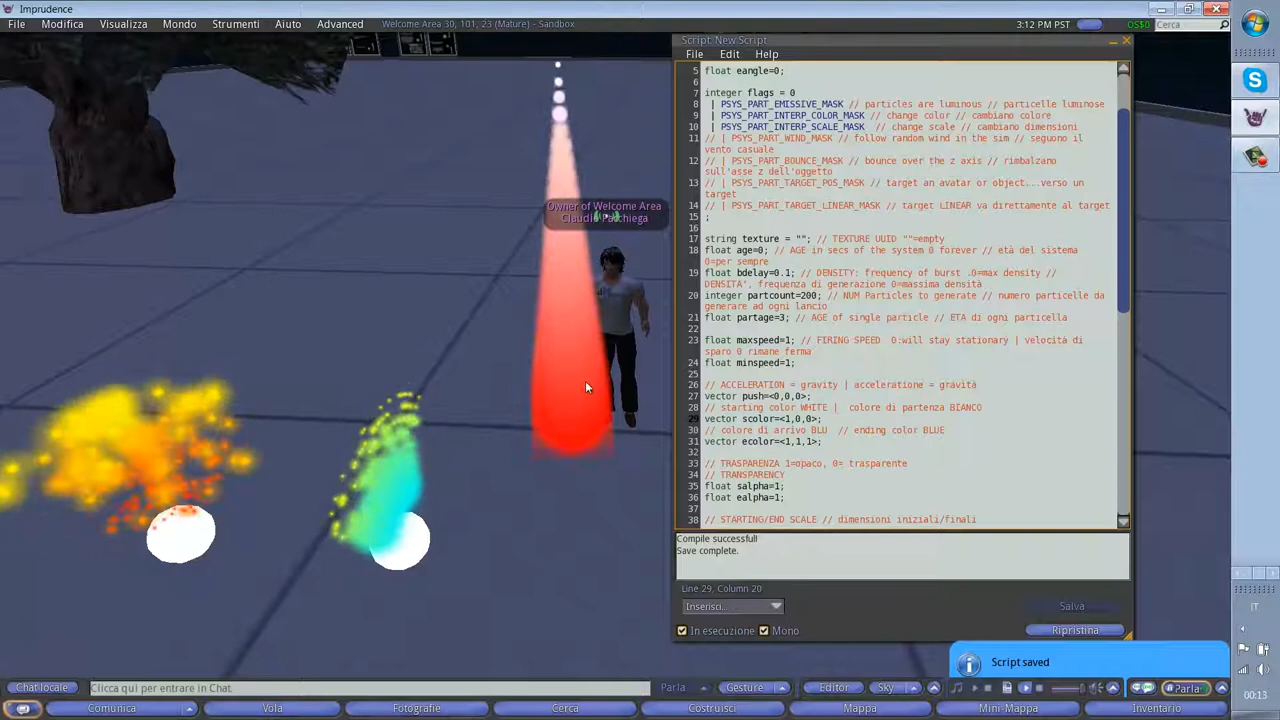 Imprudence
File Modifica Visualizza Mondo Strumenti Aiuto Advanced Welcome Area 30, 101, 23 (Mature) - Sandbox 3:12 PM PST OS$0 Cerca
Owner of Welcome Area
Script: New Script
File Edit Help
5 float eangle=0;
6
7 integer flags = 0
8 | PSYS_PART_EMISSIVE_MASK // particles are luminous // particelle luminose
9 | PSYS_PART_INTERP_COLOR_MASK // change color // cambiano colore
10 | PSYS_PART_INTERP_SCALE_MASK // change scale // cambiano dimensioni
11 // | PSYS_PART_WIND_MASK // follow random wind in the sim // seguono il
vento casuale
12 // | PSYS_PART_BOUNCE_MASK // bounce over the z axis // rimbalzano
sull'asse z dell'oggetto
13 // | PSYS_PART_TARGET_POS_MASK // target an avatar or object...verso un
target
14 // | PSYS_PART_TARGET_LINEAR_MASK // target LINEAR va direttamente al target
15 ;
16
17 string texture = ""; // TEXTURE UUID ""=empty
18 float age=0; // AGE in secs of the system 0 forever // età del sistema
0=per sempre
19 float bdelay=0.1; // DENSITY: frequency of burst .0=max density //
DENSITA', frequenza di generazione 0=massima densità
20 integer partcount=200; // NUM Particles to generate // numero particelle da
generare ad ogni lancio
21 float partage=3; // AGE of single particle // ETA di ogni particella
22
23 float maxspeed=1; // FIRING SPEED 0:will stay stationary | velocità di
sparo 0 rimane ferma
24 float minspeed=1;
25
26 // ACCELERATION = gravity | acceleratione = gravità
27 vector push=<0,0,0>;
28 // starting color WHITE | colore di partenza BIANCO
29 vector scolor=<1,0,0>;
30 // colore di arrivo BLU // ending color BLUE
31 vector ecolor=<1,1,1>;
32
33 // TRASPARENZA 1=opaco, 0= trasparente
34 // TRANSPARENCY
35 float salpha=1;
36 float ealpha=1;
37
38 // STARTING/END SCALE // dimensioni iniziali/finali
Compile successful!
Save complete.
Line 29, Column 20
Inserisci... Salva
In esecuzione Mono Ripristina
Script saved
Chat locale Clicca qui per entrare in Chat. Parla Gesture Editor Sky Parla
Comunica Vola Fotografie Cerca Costruisci Mappa Mini-Mappa Inventario
IT
00:13